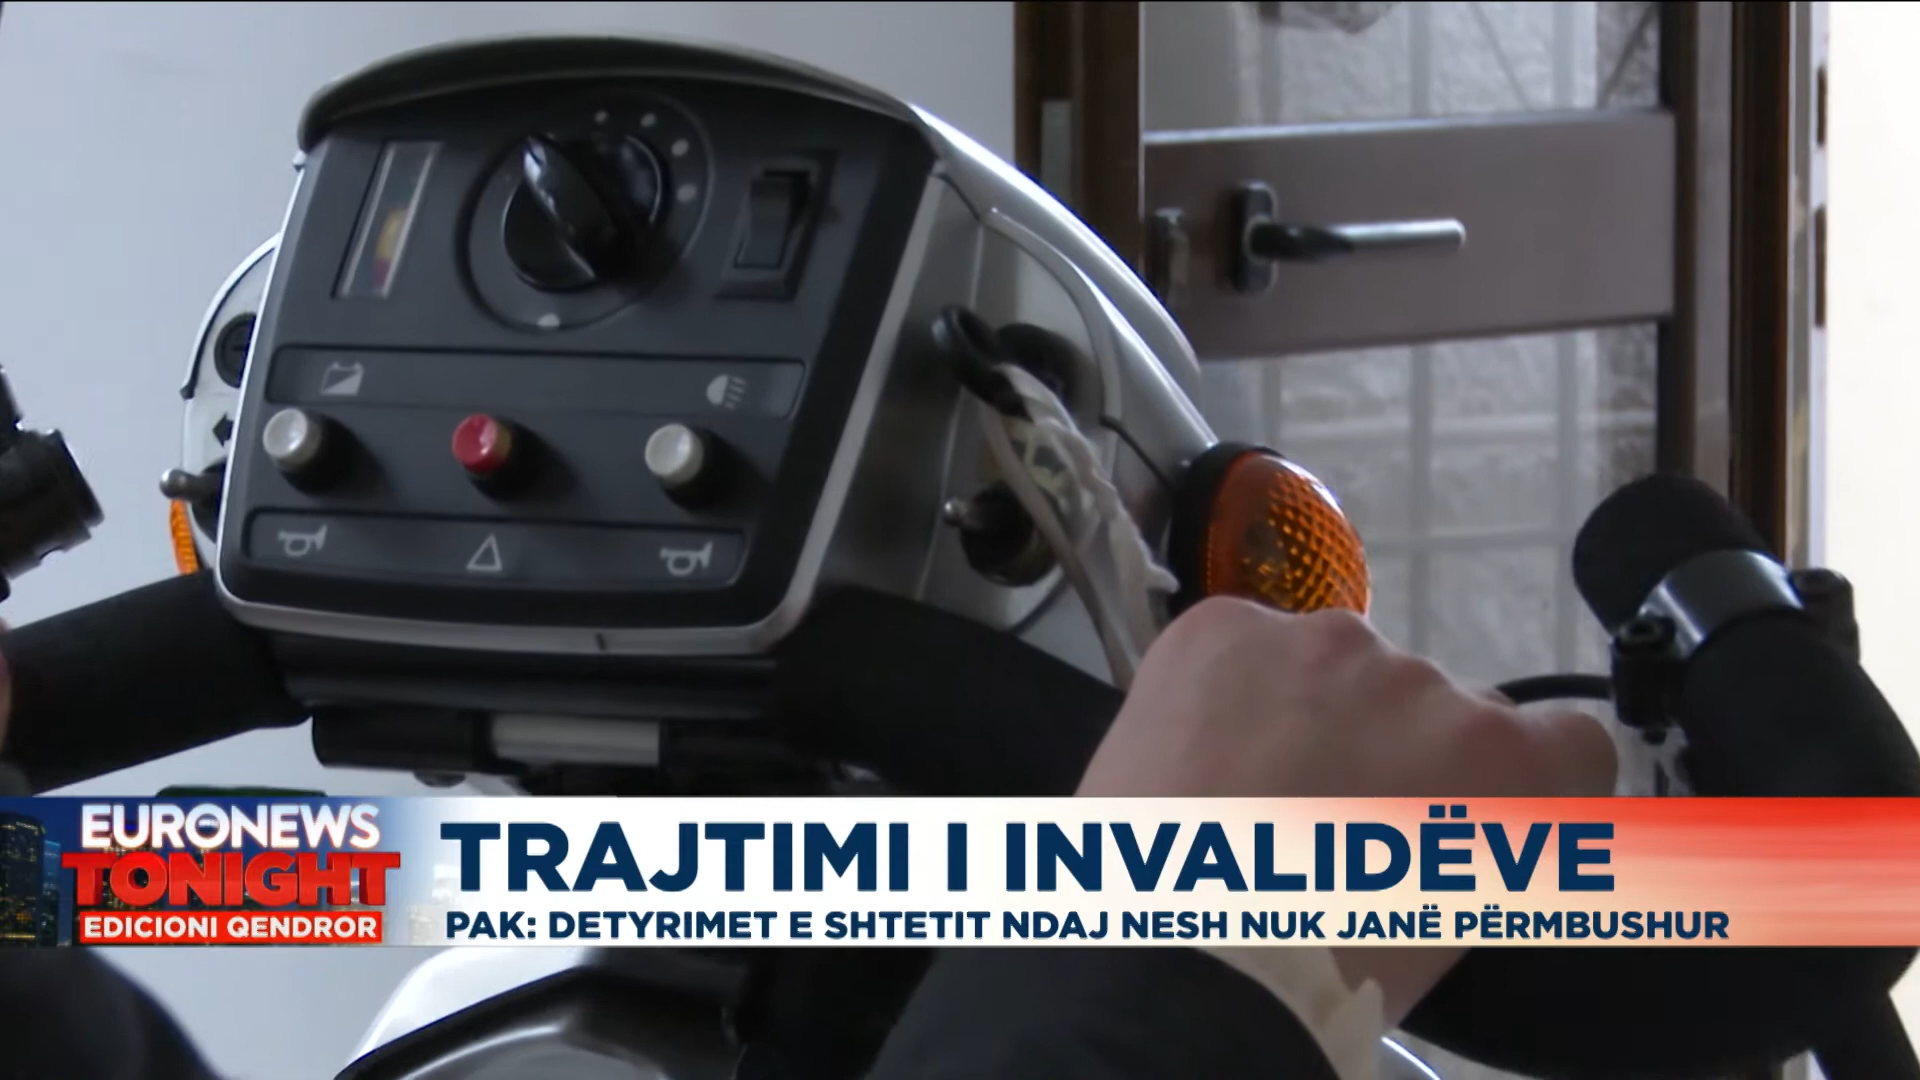 EURONEWS
TONIGHT
EDICIONI QENDROR
TRAJTIMI I INVALIDËVE
PAK: DETYRIMET E SHTETIT NDAJ NESH NUK JANË PËRMBUSHUR